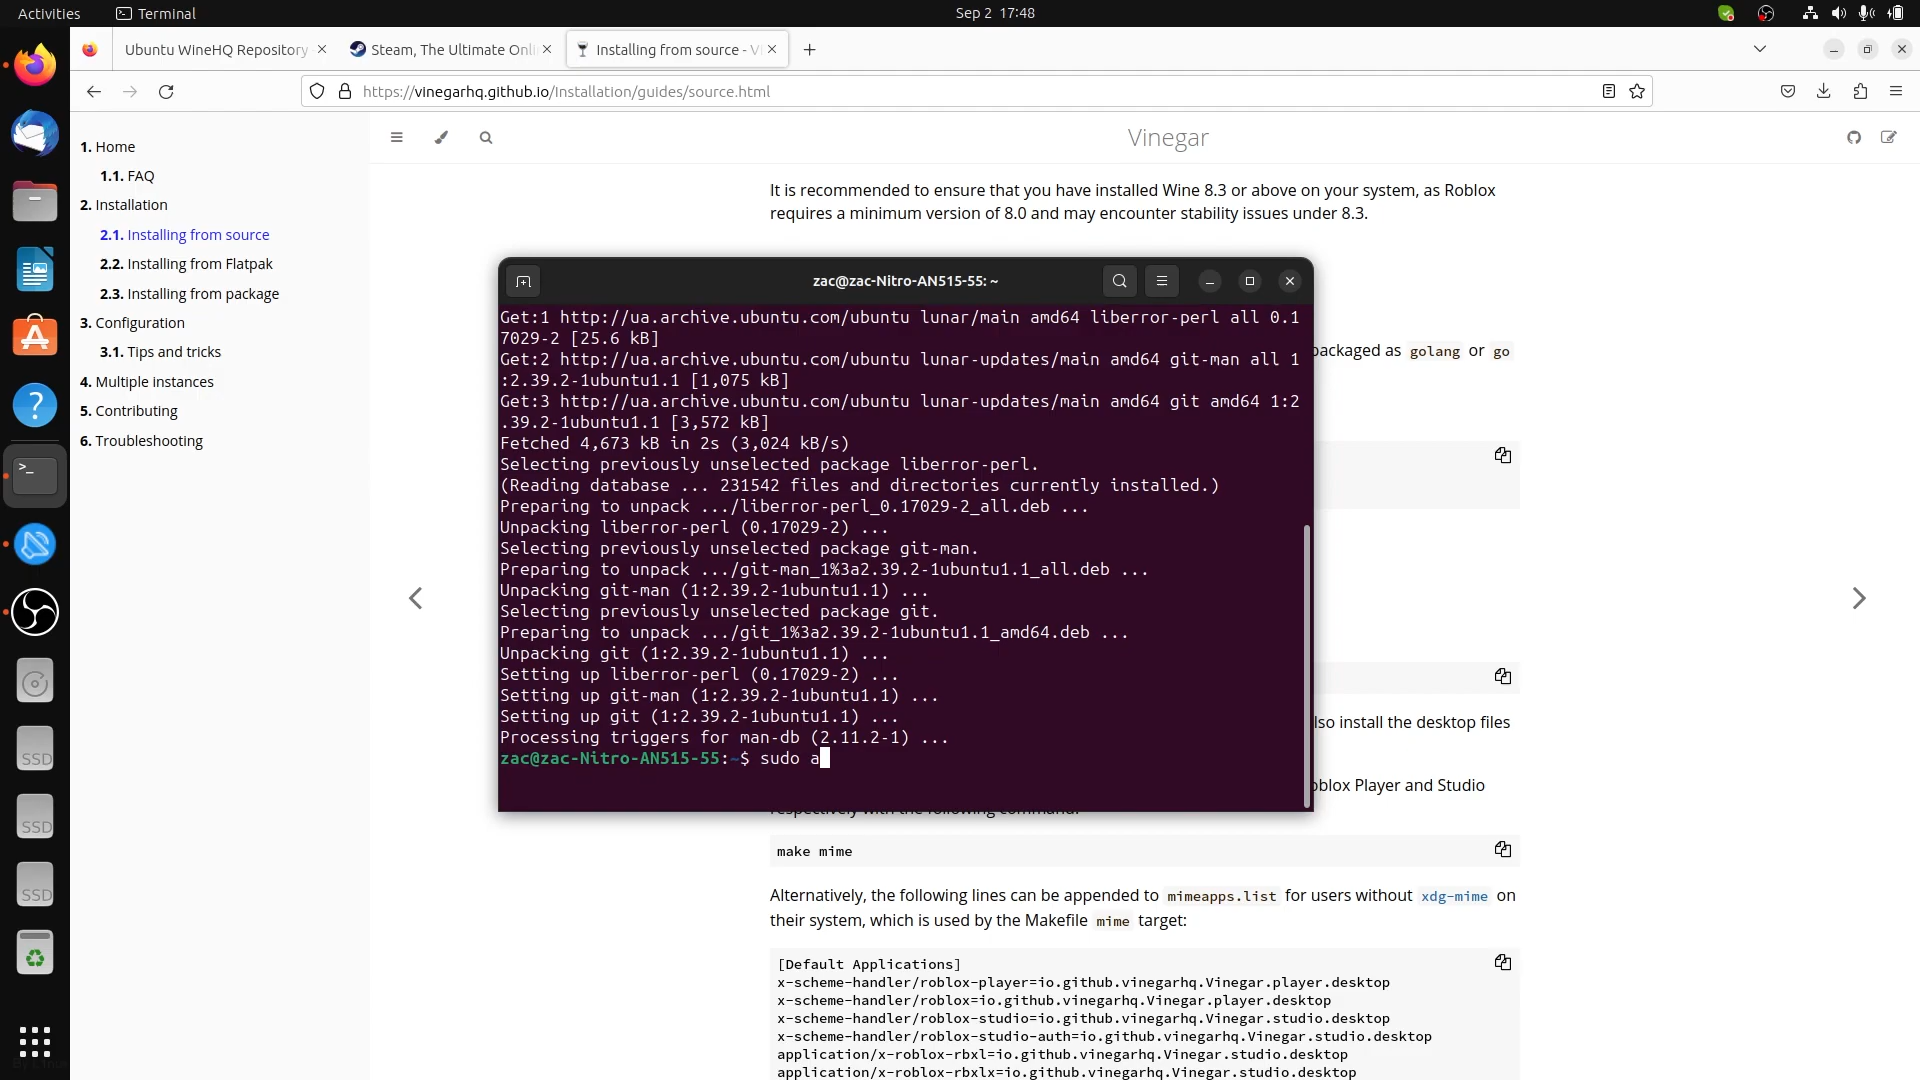 Activities
Terminal
Sep 2 17:48
Ubuntu WineHQ Repository
Steam, The Ultimate Onli
Installing from source - Vi
https://vinegarhq.github.io/Installation/guides/source.html
1. Home
1.1. FAQ
2. Installation
2.1. Installing from source
2.2. Installing from Flatpak
2.3. Installing from package
3. Configuration
3.1. Tips and tricks
4. Multiple instances
5. Contributing
6. Troubleshooting
Vinegar
It is recommended to ensure that you have installed Wine 8.3 or above on your system, as Roblox
requires a minimum version of 8.0 and may encounter stability issues under 8.3.
zac@zac-Nitro-AN515-55: ~
Get:1 http://ua.archive.ubuntu.com/ubuntu lunar/main amd64 liberror-perl all 0.1
7029-2 [25.6 kB]
Get:2 http://ua.archive.ubuntu.com/ubuntu lunar-updates/main amd64 git-man all 1
:2.39.2-1ubuntu1.1 [1,075 kB]
Get:3 http://ua.archive.ubuntu.com/ubuntu lunar-updates/main amd64 git amd64 1:2
.39.2-1ubuntu1.1 [3,572 kB]
Fetched 4,673 kB in 2s (3,024 kB/s)
Selecting previously unselected package liberror-perl.
(Reading database ... 231542 files and directories currently installed.)
Preparing to unpack .../liberror-perl_0.17029-2_all.deb ...
Unpacking liberror-perl (0.17029-2) ...
Selecting previously unselected package git-man.
Preparing to unpack .../git-man_1%3a2.39.2-1ubuntu1.1_all.deb ...
Unpacking git-man (1:2.39.2-1ubuntu1.1) ...
Selecting previously unselected package git.
Preparing to unpack .../git_1%3a2.39.2-1ubuntu1.1_amd64.deb ...
Unpacking git (1:2.39.2-1ubuntu1.1) ...
Setting up liberror-perl (0.17029-2) ...
Setting up git-man (1:2.39.2-1ubuntu1.1) ...
Setting up git (1:2.39.2-1ubuntu1.1) ...
Processing triggers for man-db (2.11.2-1) ...
zac@zac-Nitro-AN515-55:~$ sudo a
packaged as golang or go
lso install the desktop files
oblox Player and Studio
respectively with the following command:
make mime
Alternatively, the following lines can be appended to mimeapps.list for users without xdg-mime on
their system, which is used by the Makefile mime target:
[Default Applications]
x-scheme-handler/roblox-player=io.github.vinegarhq.Vinegar.player.desktop
x-scheme-handler/roblox=io.github.vinegarhq.Vinegar.player.desktop
x-scheme-handler/roblox-studio=io.github.vinegarhq.Vinegar.studio.desktop
x-scheme-handler/roblox-studio-auth=io.github.vinegarhq.Vinegar.studio.desktop
application/x-roblox-rbxl=io.github.vinegarhq.Vinegar.studio.desktop
application/x-roblox-rbxlx=io.github.vinegarhq.Vinegar.studio.desktop
SSD
SSD
SSD